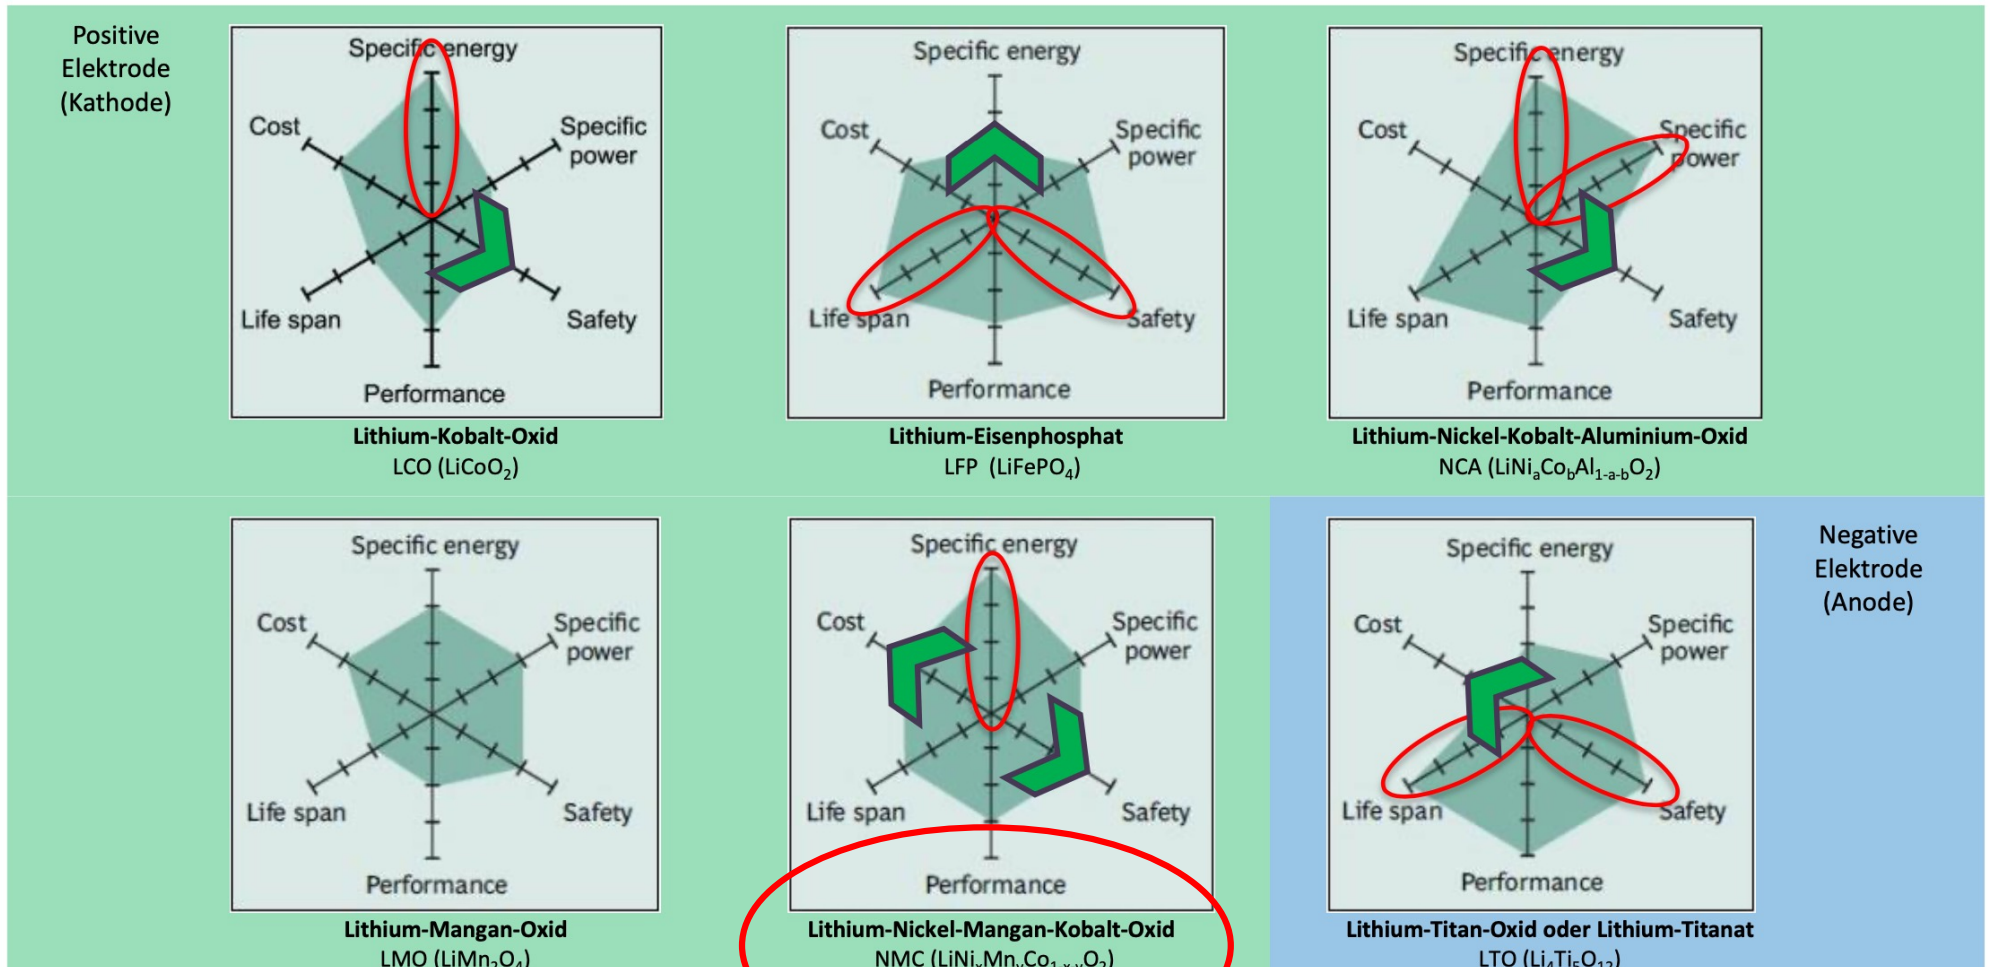 Positive
Elektrode
(Kathode)
Specific energy
Cost
Specific
power
Life span
Safety
Performance
Lithium-Kobalt-Oxid
LCO (LiCoO₂)
Specific energy
Cost
Specific
power
Life span
Safety
Performance
Lithium-Eisenphosphat
LFP (LiFePO₄)
Specific energy
Cost
Specific
power
Life span
Safety
Performance
Lithium-Nickel-Kobalt-Aluminium-Oxid
NCA (LiNiₐCobAl1-a-bO₂)
Specific energy
Cost
Specific
power
Life span
Safety
Performance
Lithium-Mangan-Oxid
LMO (LiMn₂O₄)
Specific energy
Cost
Specific
power
Life span
Safety
Performance
Lithium-Nickel-Mangan-Kobalt-Oxid
NMC (LiNixMnyCo1-x-yO₂)
Negative
Elektrode
(Anode)
Specific energy
Cost
Specific
power
Life span
Safety
Performance
Lithium-Titan-Oxid oder Lithium-Titanat
LTO (Li₄Ti₅O₁₂)